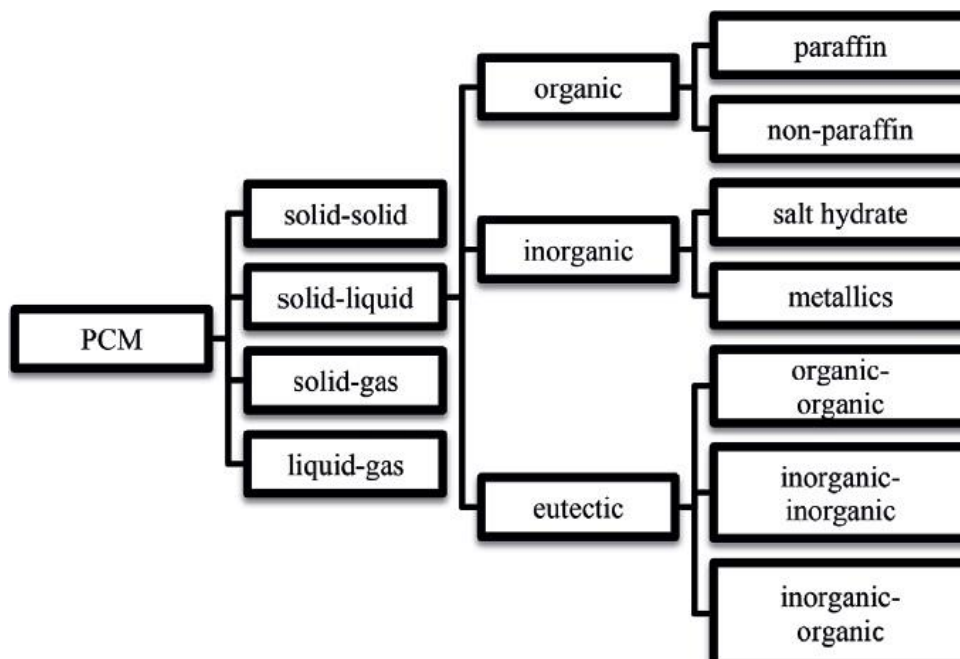 PCM
solid-solid
solid-liquid
solid-gas
liquid-gas
organic
inorganic
eutectic
paraffin
non-paraffin
salt hydrate
metallics
organic-
organic
inorganic-
inorganic
inorganic-
organic